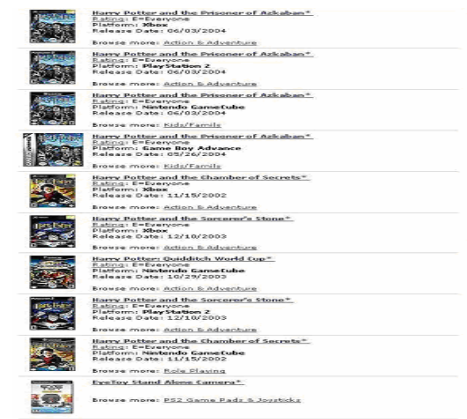 Harry Potter and the Prisoner of Azkaban*
Rating: E=Everyone
Platform: Xbox
Release Date: 06/03/2004
Browse more: Action & Adventure
Harry Potter and the Prisoner of Azkaban*
Rating: E=Everyone
Platform: PlayStation 2
Release Date: 06/03/2004
Browse more: Action & Adventure
Harry Potter and the Prisoner of Azkaban*
Rating: E=Everyone
Platform: Nintendo GameCube
Release Date: 06/03/2004
Browse more: Kids/Family
Harry Potter and the Prisoner of Azkaban*
Rating: E=Everyone
Platform: Game Boy Advance
Release Date: 05/26/2004
Browse more: Kids/Family
Harry Potter and the Chamber of Secrets*
Rating: E=Everyone
Platform: Xbox
Release Date: 11/15/2002
Browse more: Action & Adventure
Harry Potter and the Sorcerer's Stone*
Rating: E=Everyone
Platform: Xbox
Release Date: 12/10/2003
Browse more: Action & Adventure
Harry Potter: Quidditch World Cup*
Rating: E=Everyone
Platform: Nintendo GameCube
Release Date: 10/29/2003
Browse more: Action & Adventure
Harry Potter and the Sorcerer's Stone*
Rating: E=Everyone
Platform: PlayStation 2
Release Date: 12/10/2003
Browse more: Action & Adventure
Harry Potter and the Chamber of Secrets*
Rating: E=Everyone
Platform: Nintendo GameCube
Release Date: 11/15/2002
Browse more: Role Playing
EyeToy Stand Alone Camera*
Browse more: PS2 Game Pads & Joysticks